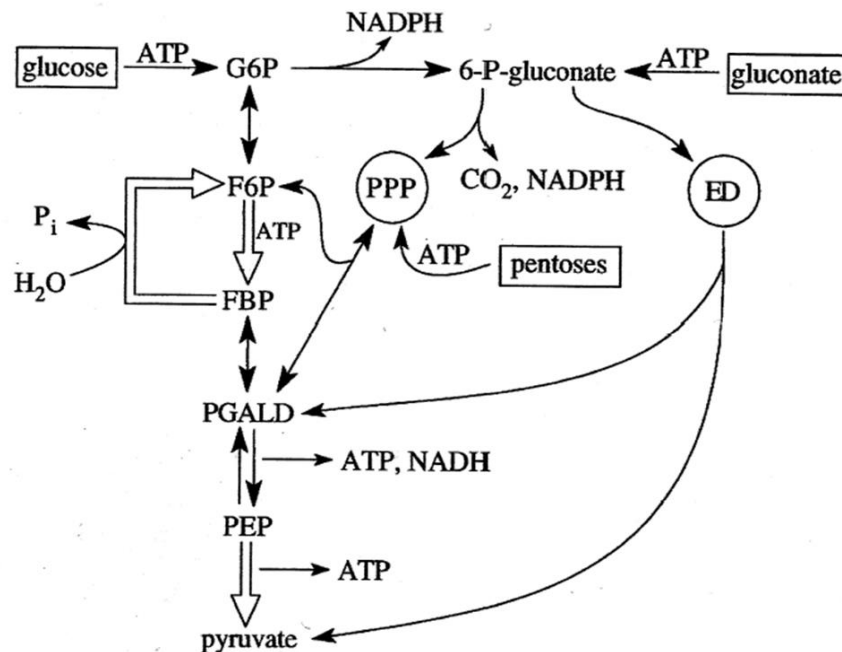 NADPH
glucose ATP G6P 6-P-gluconate ATP gluconate
F6P PPP CO₂, NADPH ED
Pᵢ ATP ATP pentoses
H₂O FBP
PGALD
ATP, NADH
PEP
ATP
pyruvate